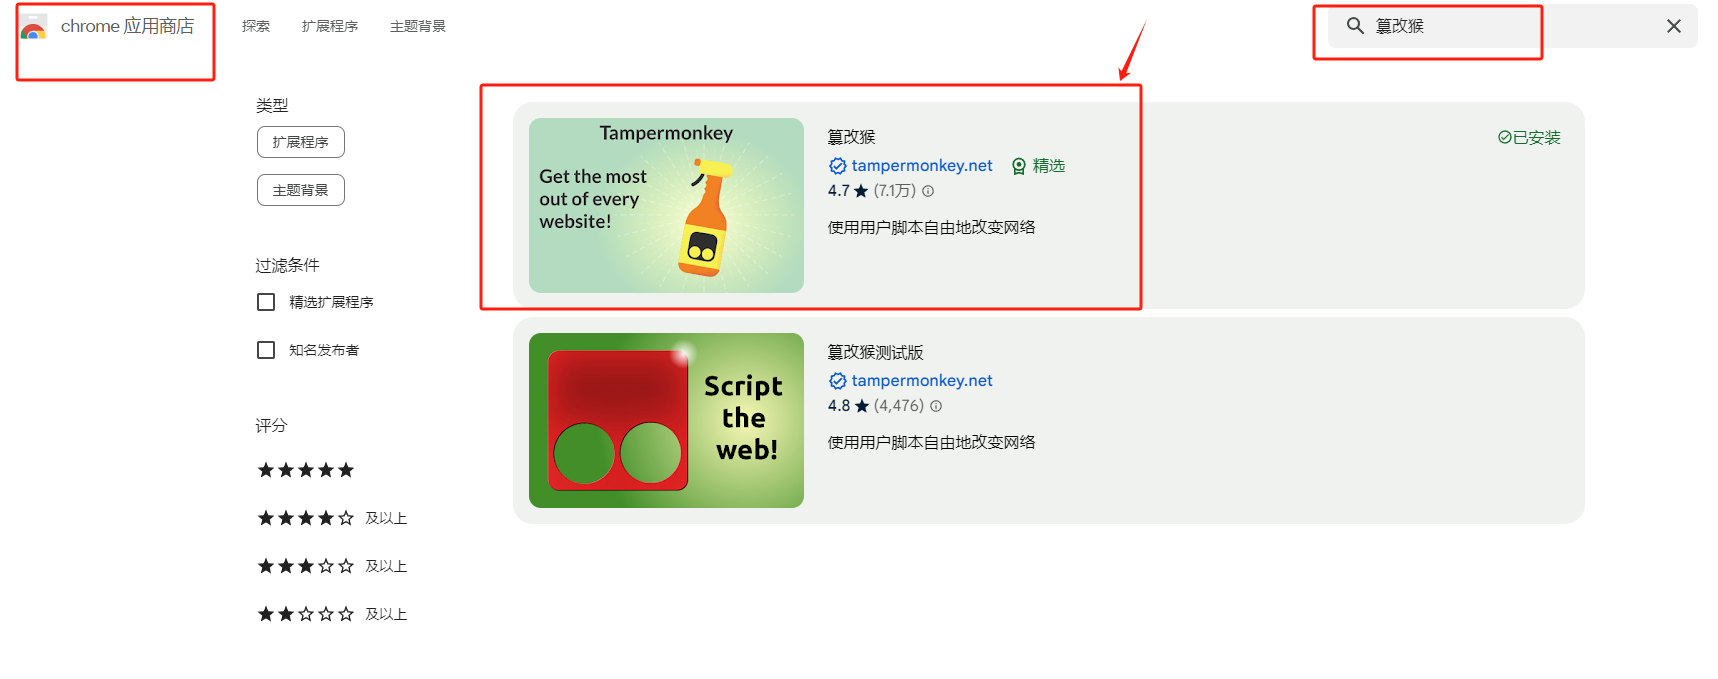 chrome 应用商店
探索
扩展程序
主题背景
篡改猴
类型
扩展程序
主题背景
过滤条件
精选扩展程序
知名发布者
评分
及以上
及以上
及以上
Tampermonkey
Get the most
out of every
website!
篡改猴
tampermonkey.net 精选
4.7 ★ (7.1万)
使用用户脚本自由地改变网络
已安装
Script
the
web!
篡改猴测试版
tampermonkey.net
4.8 ★ (4,476)
使用用户脚本自由地改变网络